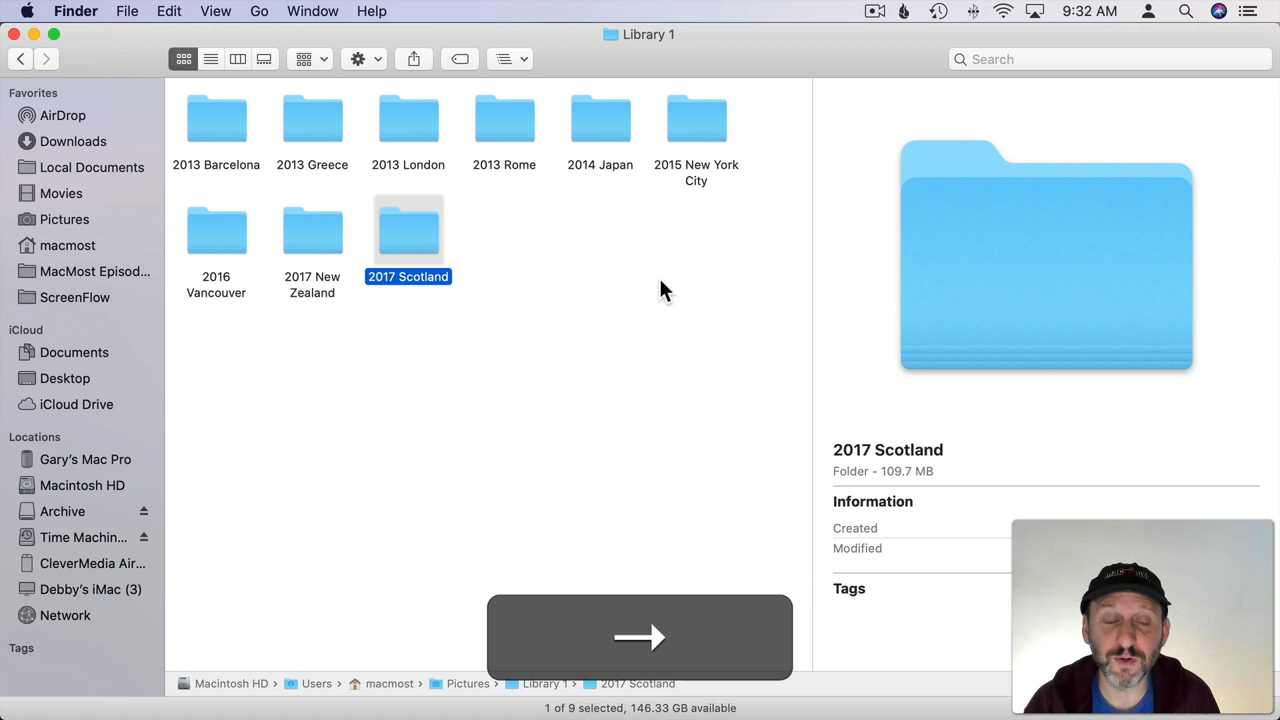 Finder File Edit View Go Window Help 9:32 AM
Library 1
Search
Favorites
AirDrop
Downloads
Local Documents
Movies
Pictures
macmost
MacMost Episod...
ScreenFlow
iCloud
Documents
Desktop
iCloud Drive
Locations
Gary's Mac Pro
Macintosh HD
Archive
Time Machin...
CleverMedia Air...
Debby's iMac (3)
Network
Tags
2013 Barcelona 2013 Greece 2013 London 2013 Rome 2014 Japan 2015 New York
City
2016 2017 New 2017 Scotland
Vancouver Zealand
2017 Scotland
Folder - 109.7 MB
Information
Created
Modified
Tags
→
Macintosh HD › Users › macmost › Pictures › Library 1 › 2017 Scotland
1 of 9 selected, 146.33 GB available